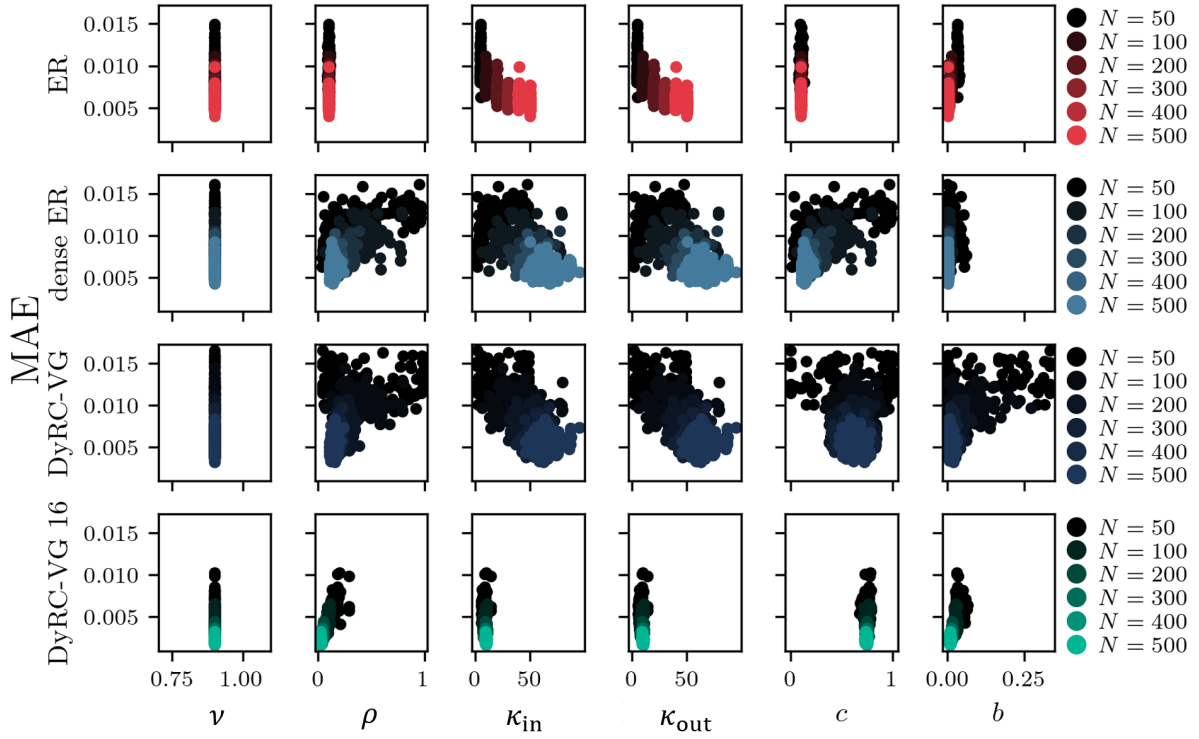 MAE
ER
0.015
0.010
0.005
N = 50
N = 100
N = 200
N = 300
N = 400
N = 500
dense ER
0.015
0.010
0.005
N = 50
N = 100
N = 200
N = 300
N = 400
N = 500
DyRC-VG
0.015
0.010
0.005
N = 50
N = 100
N = 200
N = 300
N = 400
N = 500
DyRC-VG 16
0.015
0.010
0.005
N = 50
N = 100
N = 200
N = 300
N = 400
N = 500
0.75 1.00 0 1 0 50 0 50 0 1 0.00 0.25
ν ρ κin κout c b